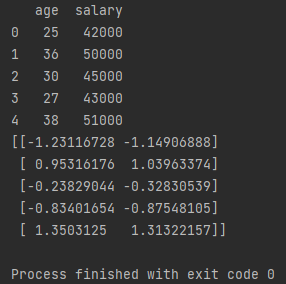 age salary
0 25 42000
1 36 50000
2 30 45000
3 27 43000
4 38 51000
[[-1.23116728 -1.14906888]
[ 0.95316176 1.03963374]
[-0.23829044 -0.32830539]
[-0.83401654 -0.87548105]
[ 1.3503125 1.31322157]]
Process finished with exit code 0